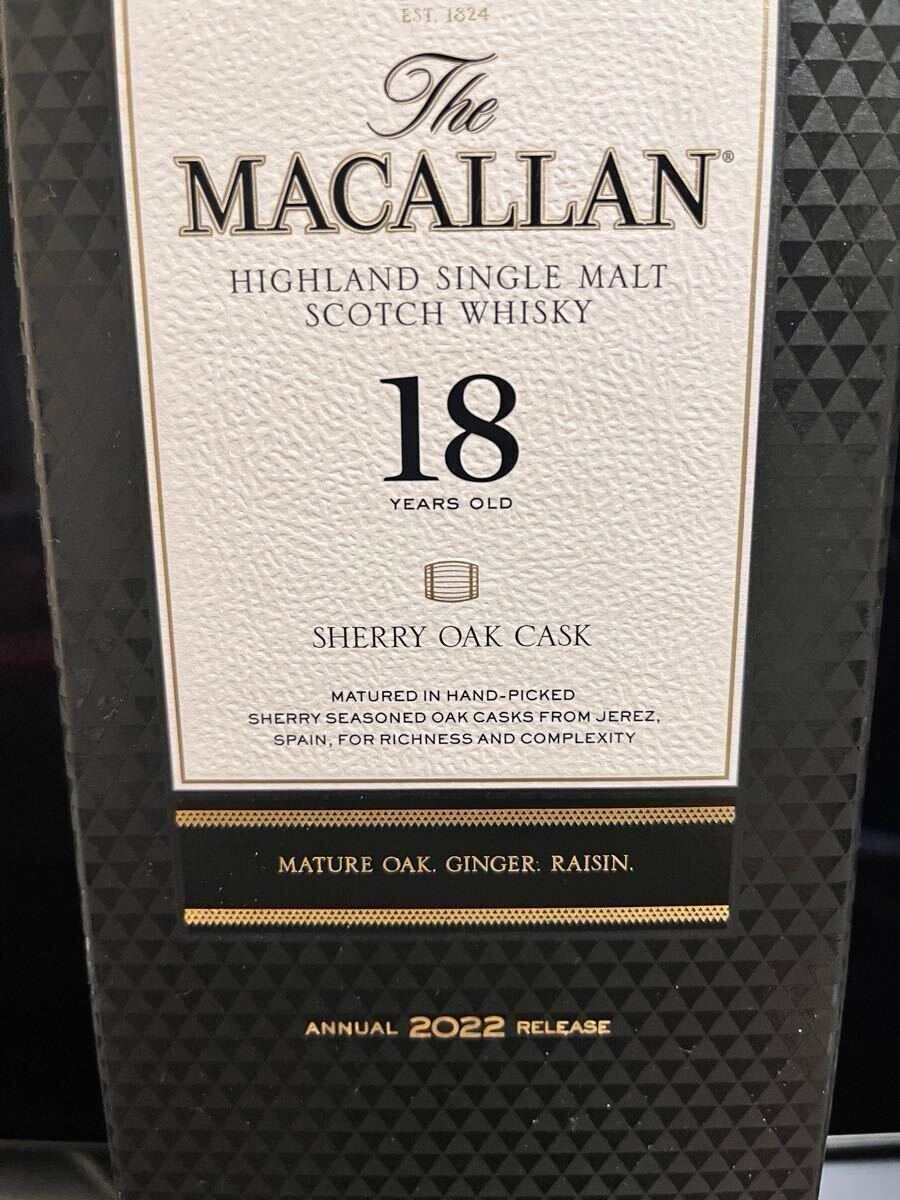 EST. 1824
The
MACALLAN®
HIGHLAND SINGLE MALT
SCOTCH WHISKY
18
YEARS OLD
SHERRY OAK CASK
MATURED IN HAND-PICKED
SHERRY SEASONED OAK CASKS FROM JEREZ,
SPAIN, FOR RICHNESS AND COMPLEXITY
MATURE OAK. GINGER. RAISIN.
ANNUAL 2022 RELEASE